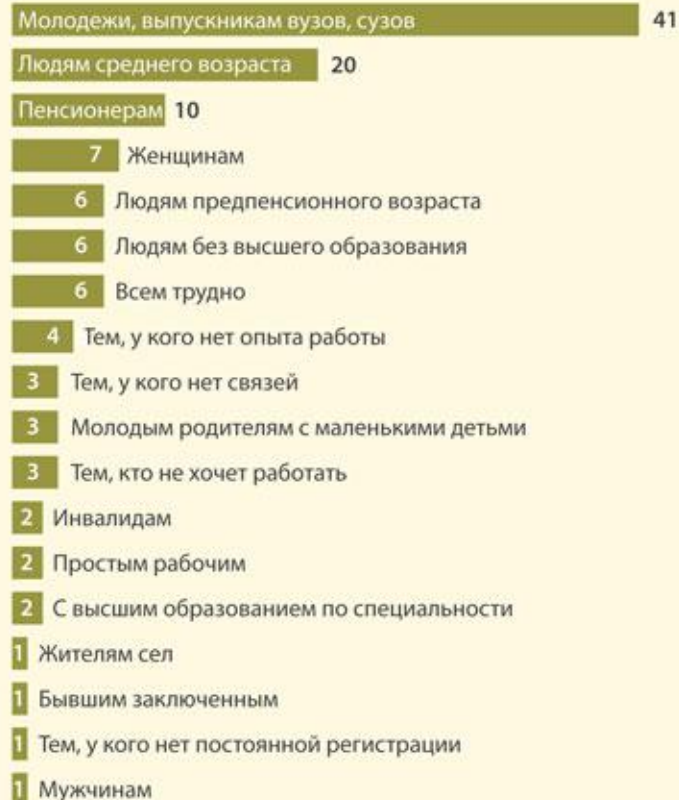 Молодежи, выпускникам вузов, сузов 41
Людям среднего возраста 20
Пенсионерам 10
7 Женщинам
6 Людям предпенсионного возраста
6 Людям без высшего образования
6 Всем трудно
4 Тем, у кого нет опыта работы
3 Тем, у кого нет связей
3 Молодым родителям с маленькими детьми
3 Тем, кто не хочет работать
2 Инвалидам
2 Простым рабочим
2 С высшим образованием по специальности
1 Жителям сел
1 Бывшим заключенным
1 Тем, у кого нет постоянной регистрации
1 Мужчинам